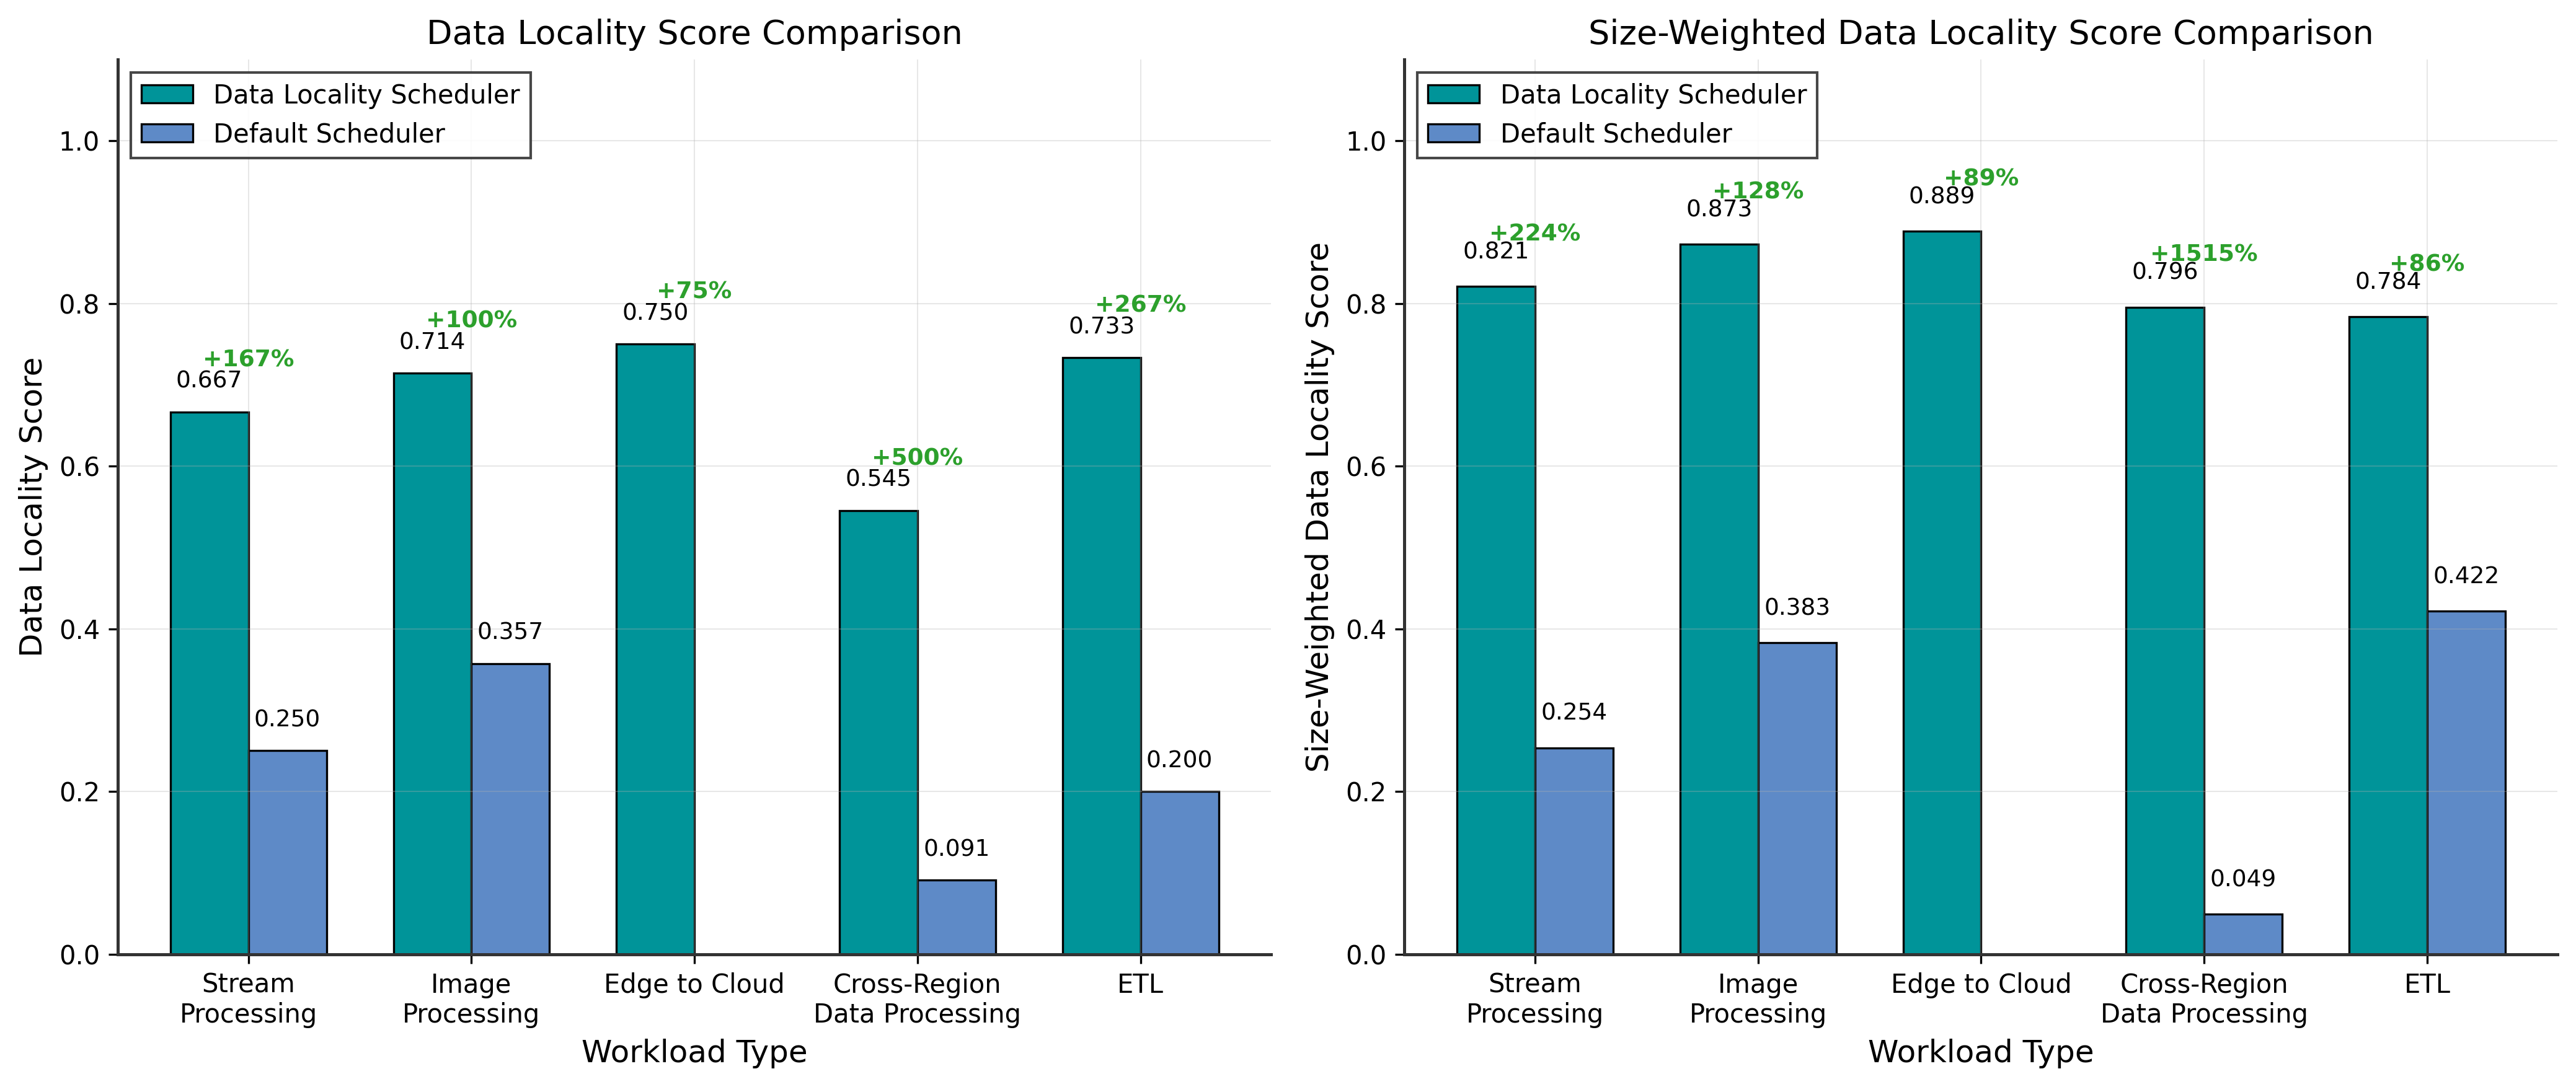 Data Locality Score Comparison
Data Locality Scheduler
Default Scheduler
Data Locality Score
1.0
0.8
0.6
0.4
0.2
0.0
+167%
0.667
0.250
+100%
0.714
0.357
+75%
0.750
+500%
0.545
0.091
+267%
0.733
0.200
Stream
Processing
Image
Processing
Edge to Cloud
Cross-Region
Data Processing
ETL
Workload Type
Size-Weighted Data Locality Score Comparison
Data Locality Scheduler
Default Scheduler
Size-Weighted Data Locality Score
1.0
0.8
0.6
0.4
0.2
0.0
+224%
0.821
0.254
+128%
0.873
0.383
+89%
0.889
+1515%
0.796
0.049
+86%
0.784
0.422
Stream
Processing
Image
Processing
Edge to Cloud
Cross-Region
Data Processing
ETL
Workload Type